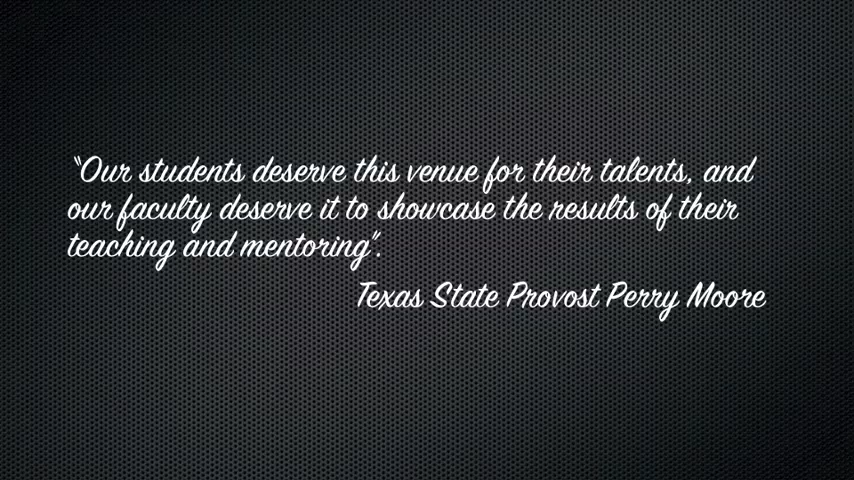 “Our students deserve this venue for their talents, and
our faculty deserve it to showcase the results of their
teaching and mentoring”.
Texas State Provost Perry Moore